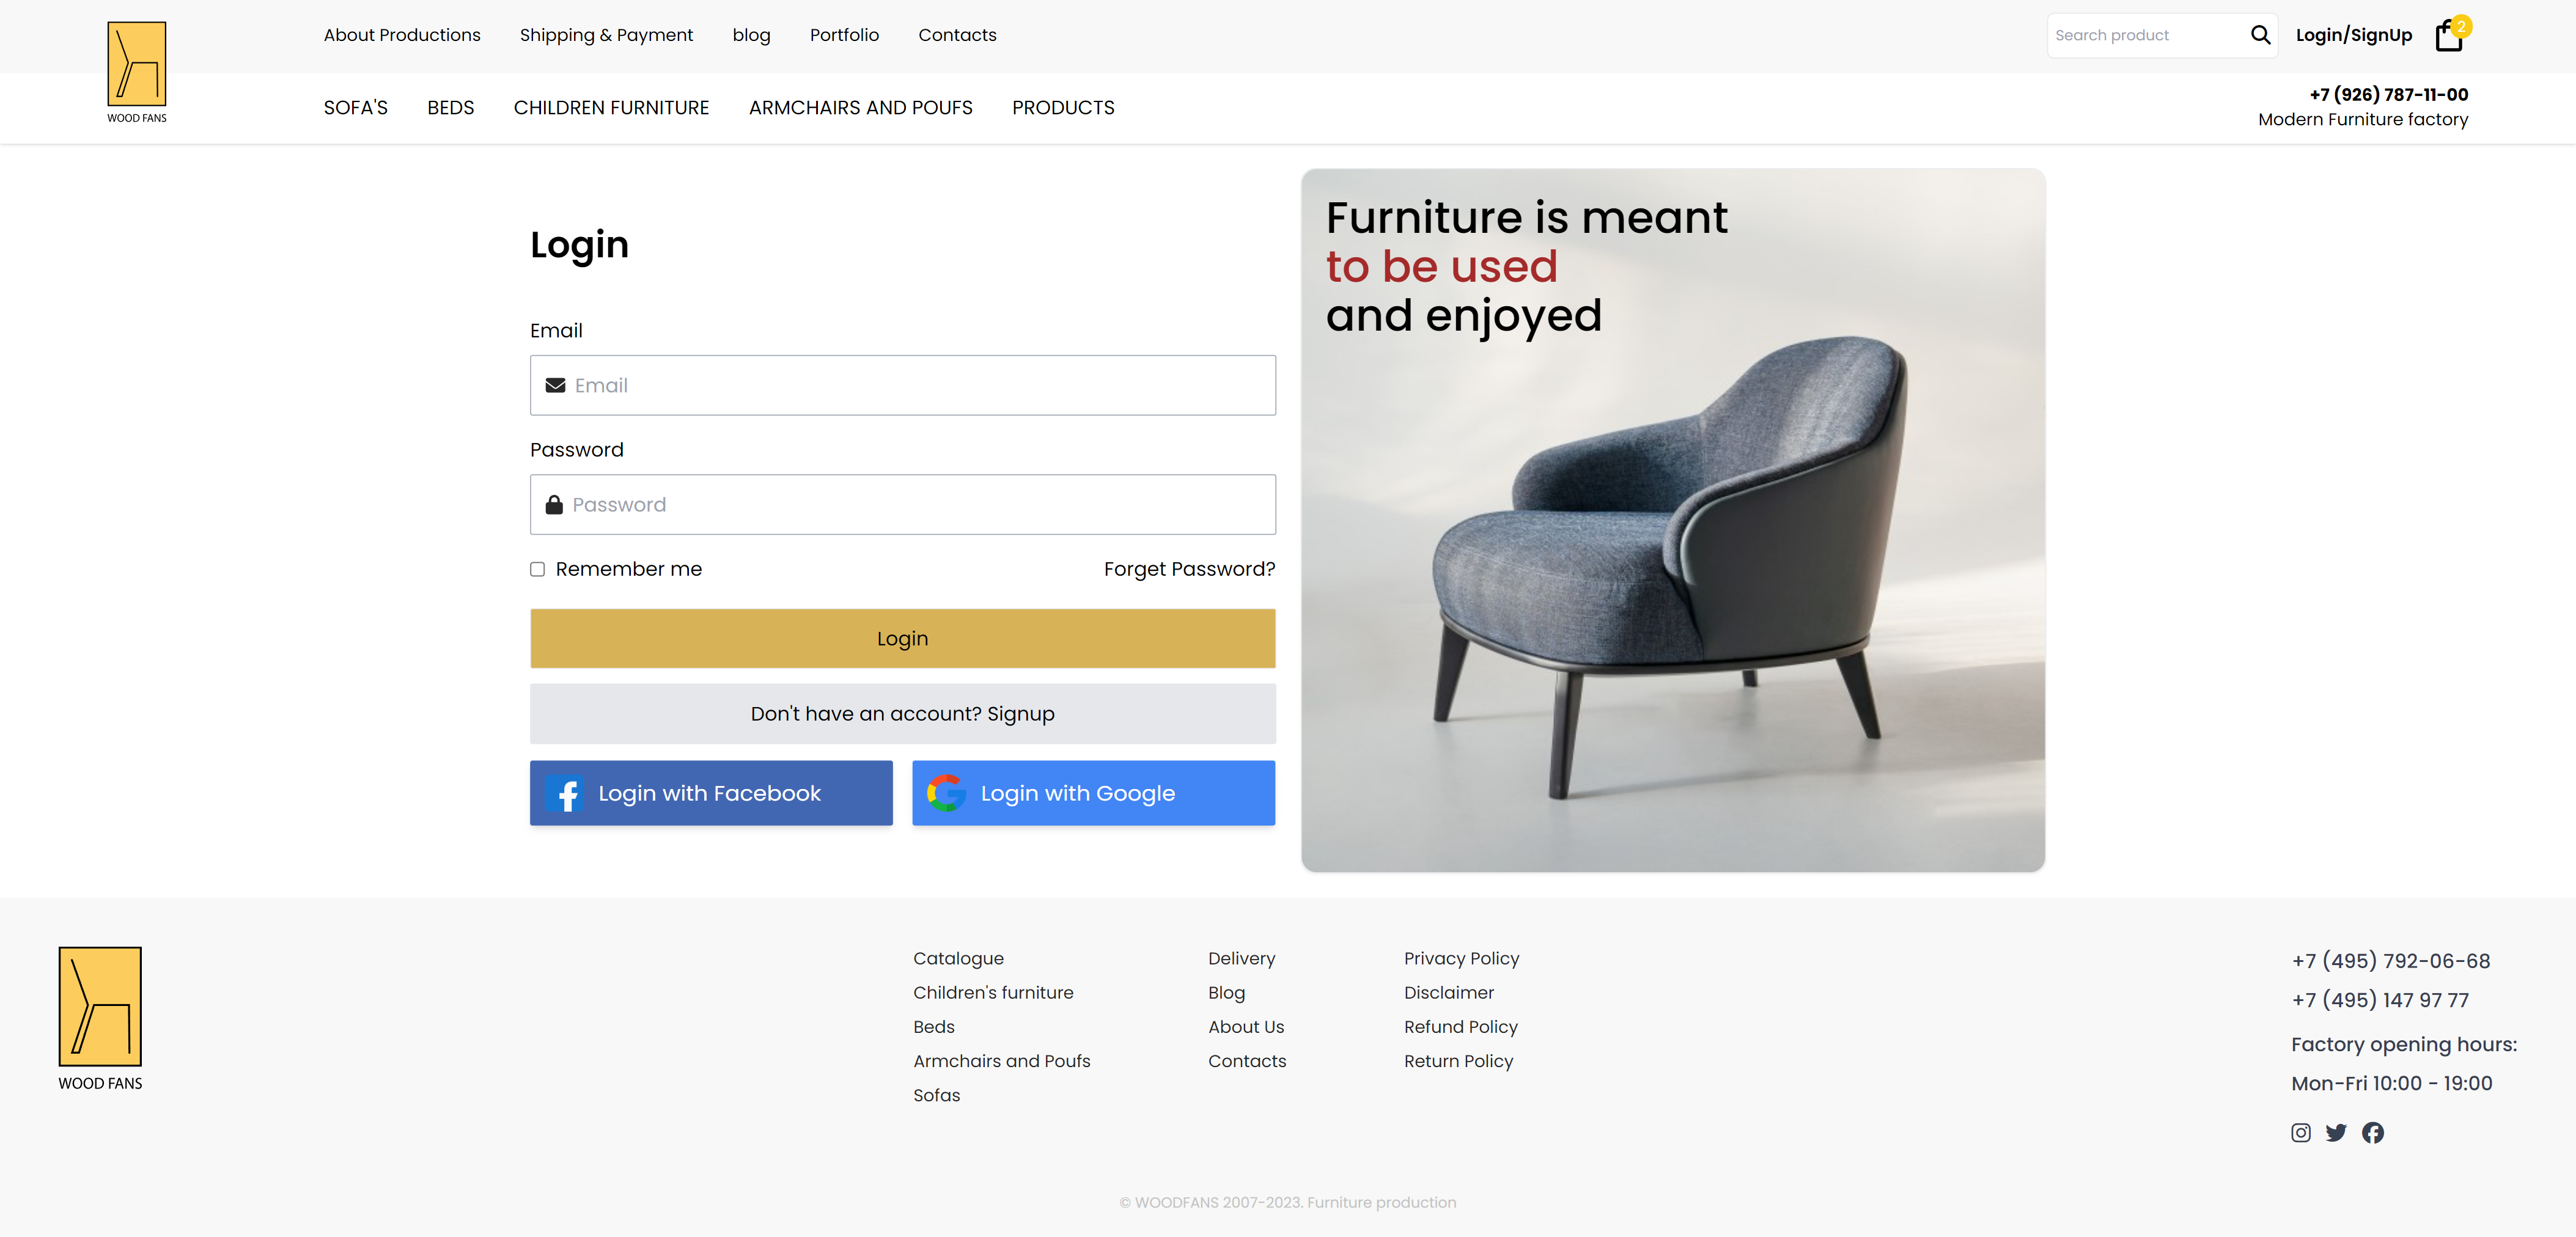 About Productions Shipping & Payment blog Portfolio Contacts Search product Login/SignUp 2
WOOD FANS
SOFA'S BEDS CHILDREN FURNITURE ARMCHAIRS AND POUFS PRODUCTS
+7 (926) 787-11-00
Modern Furniture factory
Login
Email
Email
Password
Password
Remember me Forget Password?
Login
Don't have an account? Signup
Login with Facebook Login with Google
Furniture is meant
to be used
and enjoyed
WOOD FANS
Catalogue
Children's furniture
Beds
Armchairs and Poufs
Sofas
Delivery
Blog
About Us
Contacts
Privacy Policy
Disclaimer
Refund Policy
Return Policy
+7 (495) 792-06-68
+7 (495) 147 97 77
Factory opening hours:
Mon-Fri 10:00 - 19:00
© WOODFANS 2007-2023. Furniture production